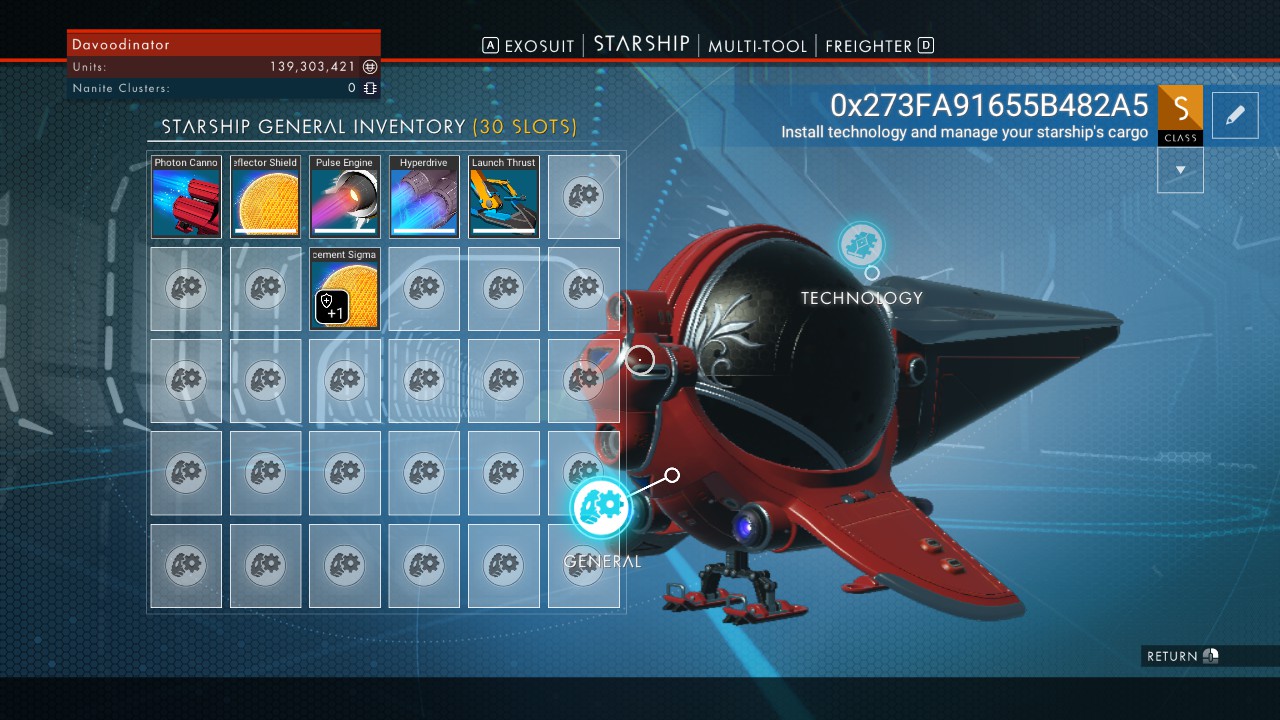 Davoodinator
Units: 139,303,421
Nanite Clusters: 0
A EXOSUIT STARSHIP MULTI-TOOL FREIGHTER D
0x273FA91655B482A5
Install technology and manage your starship's cargo
S
CLASS
STARSHIP GENERAL INVENTORY (30 SLOTS)
Photon Canno eflector Shield Pulse Engine Hyperdrive Launch Thrust
cement Sigma
+1
TECHNOLOGY
GENERAL
RETURN